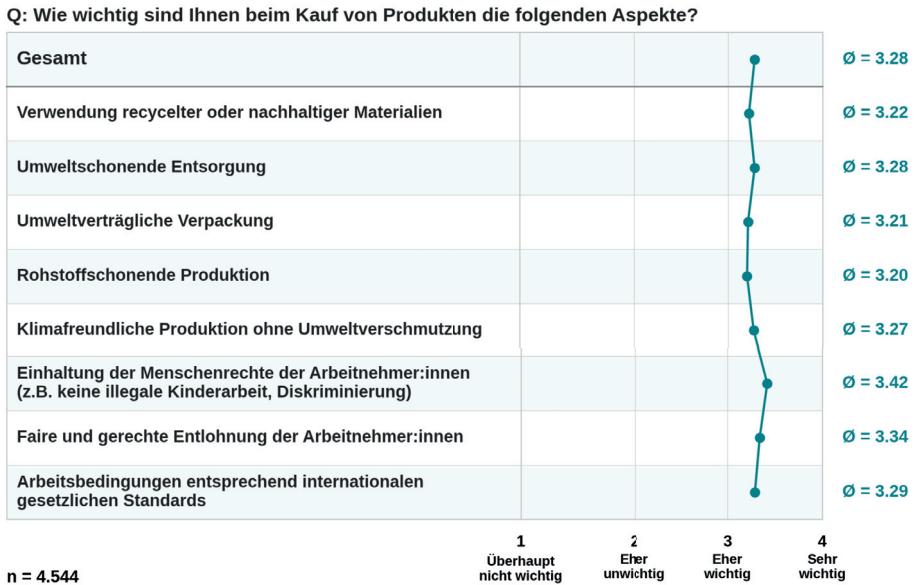 Q: Wie wichtig sind Ihnen beim Kauf von Produkten die folgenden Aspekte?
Gesamt
Ø = 3.28
Verwendung recycelter oder nachhaltiger Materialien
Ø = 3.22
Umweltschonende Entsorgung
Ø = 3.28
Umweltverträgliche Verpackung
Ø = 3.21
Rohstoffschonende Produktion
Ø = 3.20
Klimafreundliche Produktion ohne Umweltverschmutzung
Ø = 3.27
Einhaltung der Menschenrechte der Arbeitnehmer:innen
(z.B. keine illegale Kinderarbeit, Diskriminierung)
Ø = 3.42
Faire und gerechte Entlohnung der Arbeitnehmer:innen
Ø = 3.34
Arbeitsbedingungen entsprechend internationalen
gesetzlichen Standards
Ø = 3.29
1
Überhaupt
nicht wichtig
2
Eher
unwichtig
3
Eher
wichtig
4
Sehr
wichtig
n = 4.544